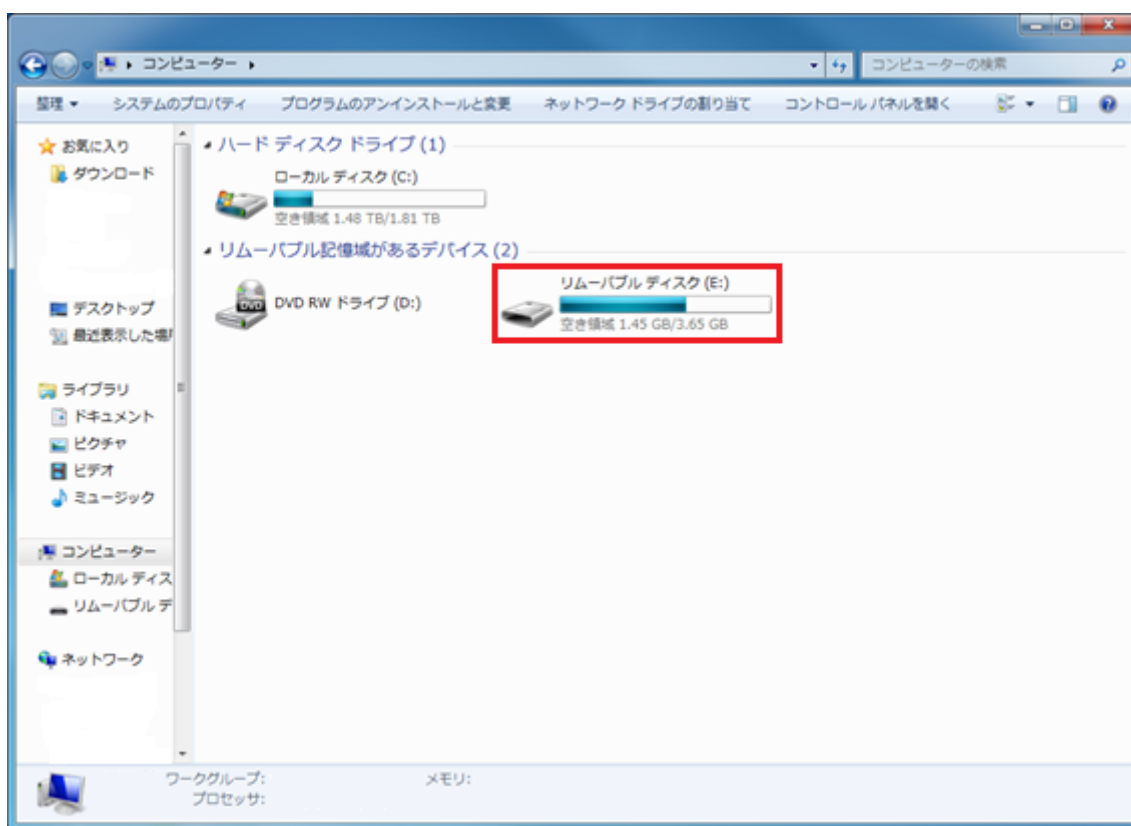 コンピューター
コンピューターの検索
整理 システムのプロパティ プログラムのアンインストールと変更 ネットワーク ドライブの割り当て コントロール パネルを開く
お気に入り
ダウンロード
デスクトップ
最近表示した場所
ライブラリ
ドキュメント
ピクチャ
ビデオ
ミュージック
コンピューター
ローカル ディス
リムーバブル デ
ネットワーク
ハード ディスク ドライブ (1)
ローカル ディスク (C:)
空き領域 1.48 TB/1.81 TB
リムーバブル記憶域があるデバイス (2)
DVD RW ドライブ (D:)
リムーバブル ディスク (E:)
空き領域 1.45 GB/3.65 GB
ワークグループ: メモリ:
プロセッサ: